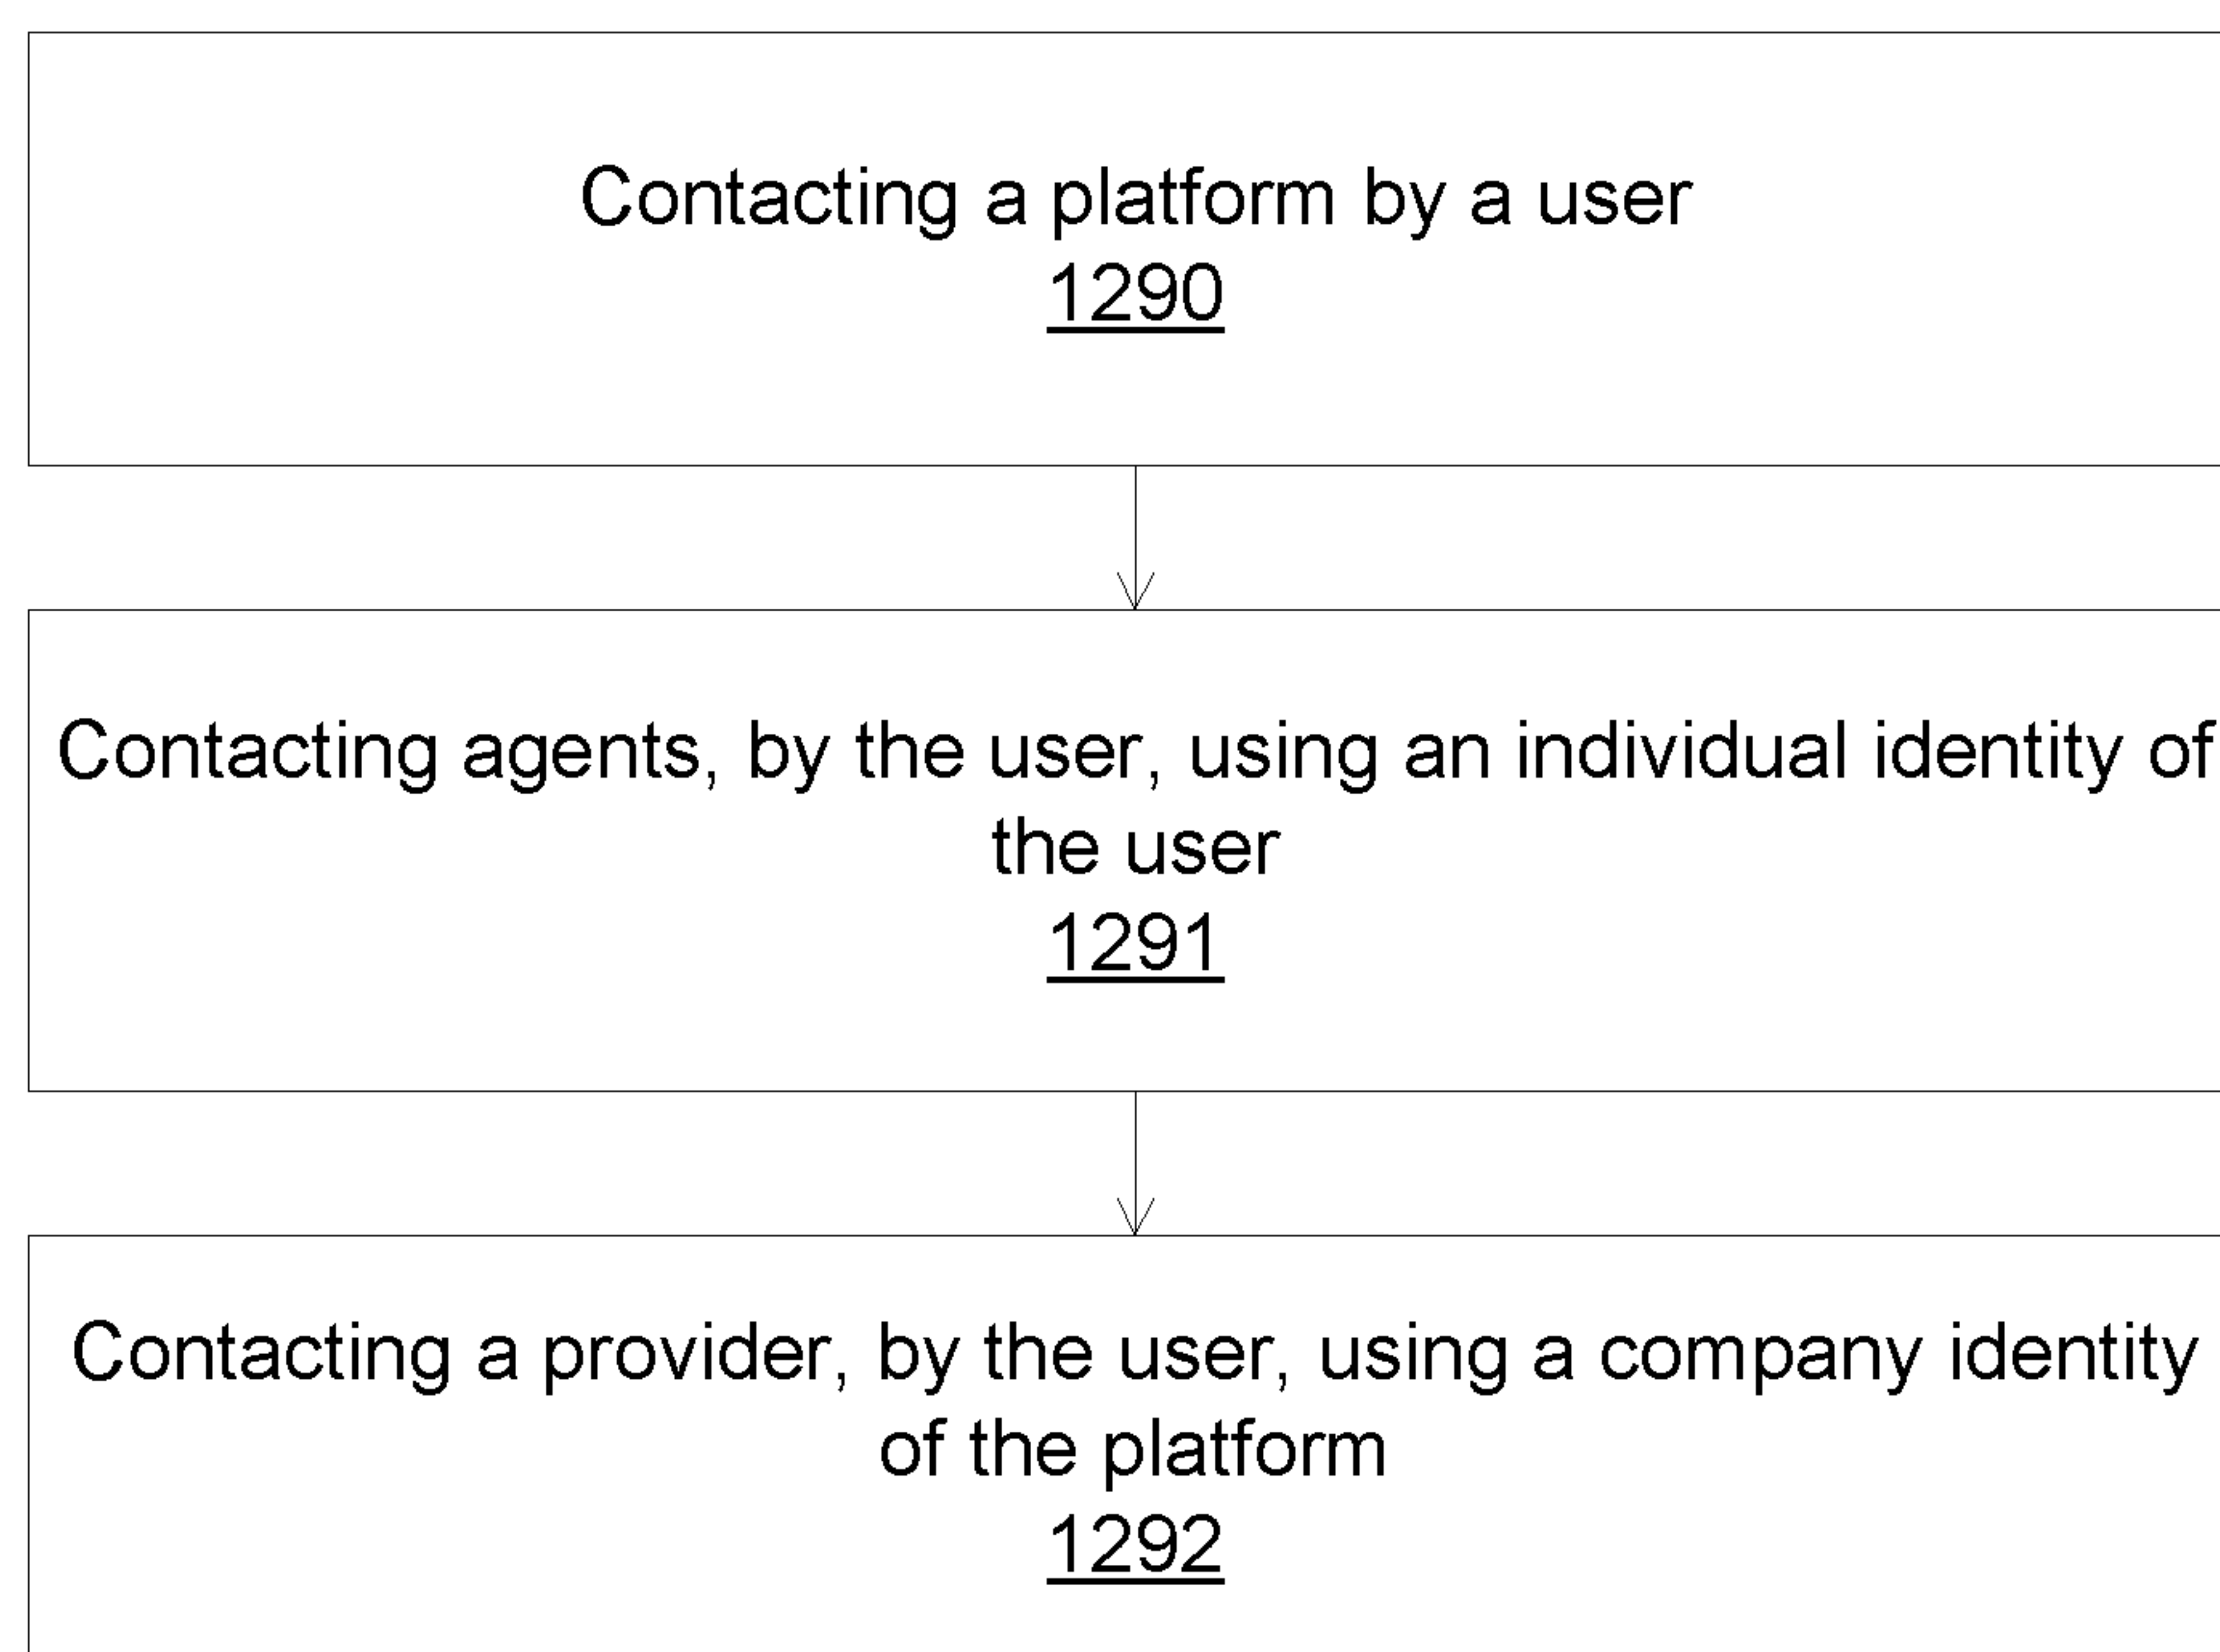 Contacting a platform by a user
1290
Contacting agents, by the user, using an individual identity of
the user
1291
Contacting a provider, by the user, using a company identity
of the platform
1292